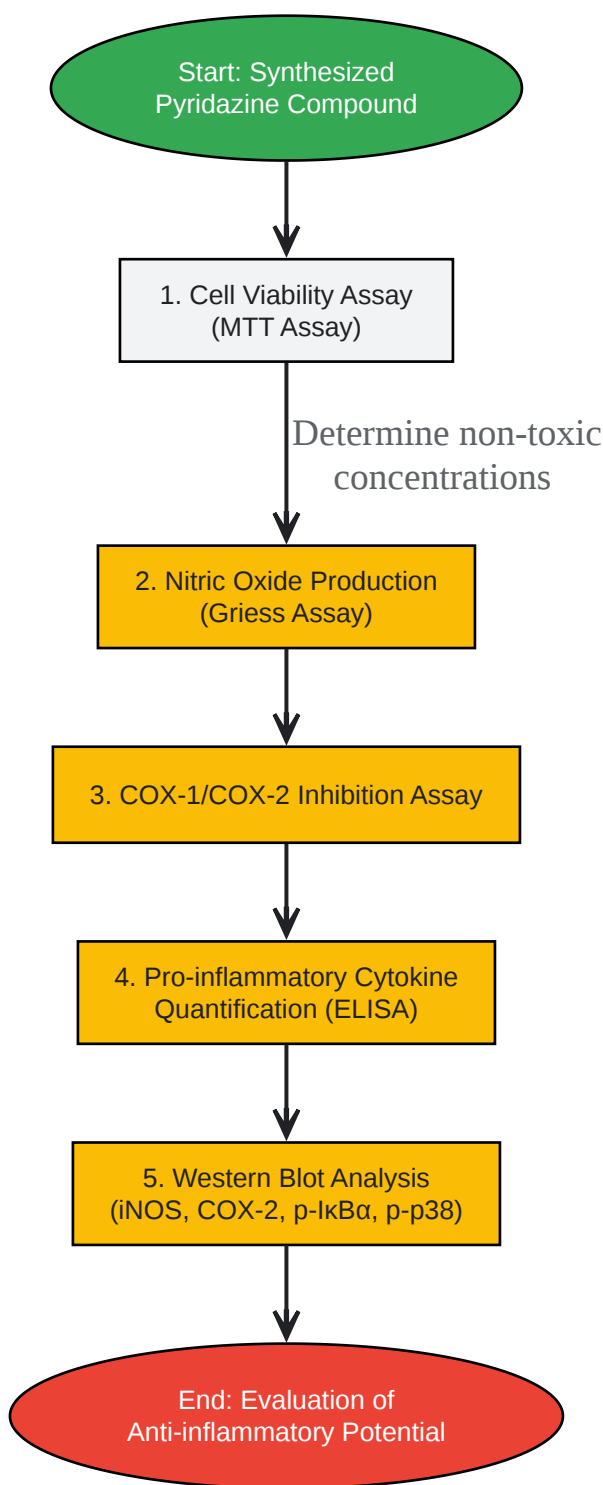 Start: Synthesized
Pyridazine Compound
1. Cell Viability Assay
(MTT Assay)
Determine non-toxic
concentrations
2. Nitric Oxide Production
(Griess Assay)
3. COX-1/COX-2 Inhibition Assay
4. Pro-inflammatory Cytokine
Quantification (ELISA)
5. Western Blot Analysis
(iNOS, COX-2, p-IκBα, p-p38)
End: Evaluation of
Anti-inflammatory Potential